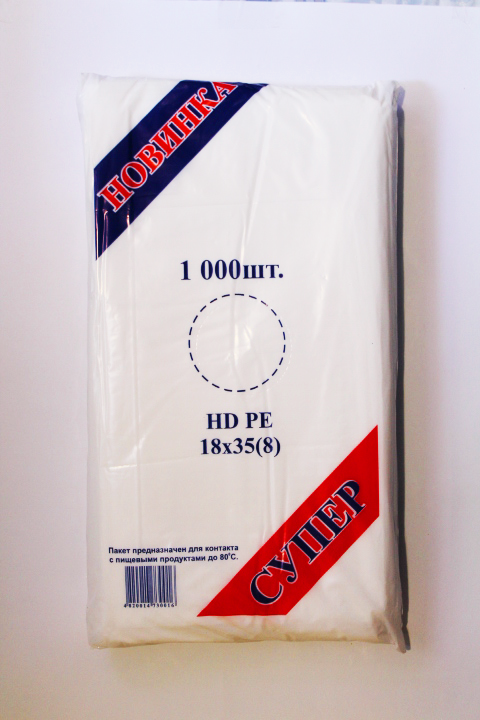 НОВИНКА
1 000шт.
HD PE
18x35(8)
СУПЕР
Пакет предназначен для контакта
с пищевыми продуктами до 80°С.